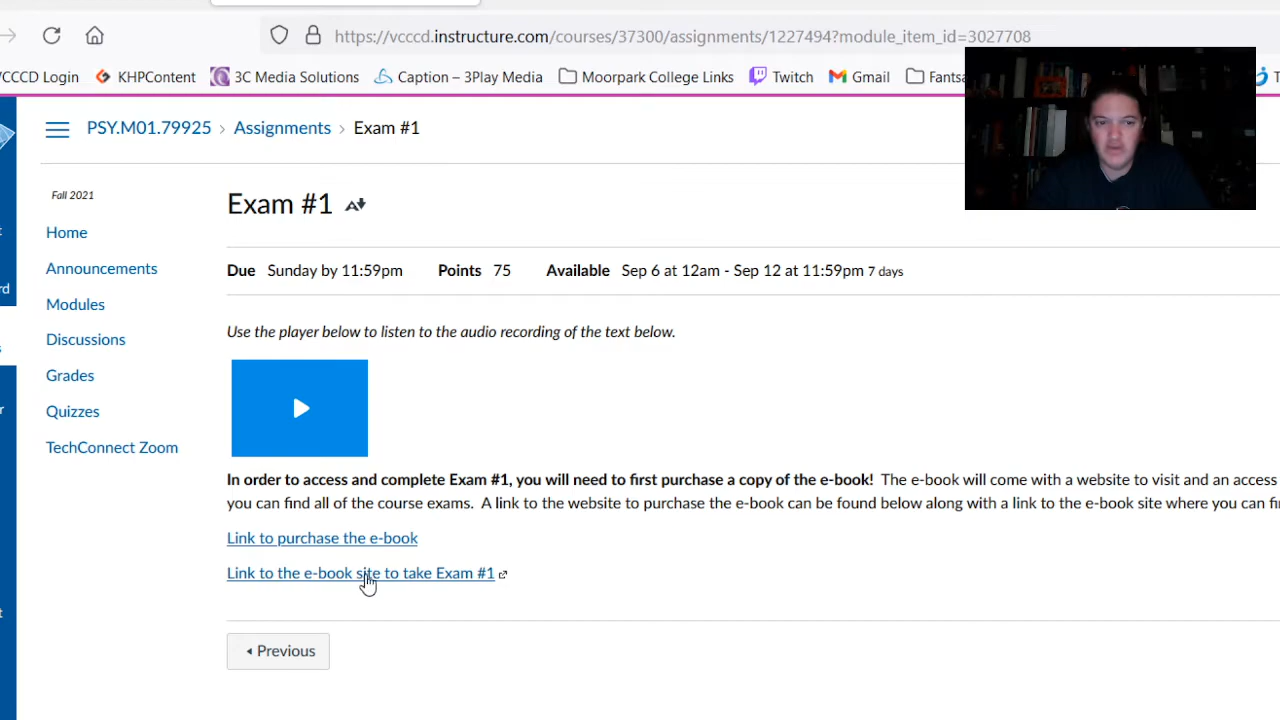 https://vcccd.instructure.com/courses/37300/assignments/1227494?module_item_id=3027708
VCCCD Login KHPContent 3C Media Solutions Caption – 3Play Media Moorpark College Links Twitch Gmail Fantsa
PSY.M01.79925 › Assignments › Exam #1
Fall 2021
Exam #1
Home
Due Sunday by 11:59pm Points 75 Available Sep 6 at 12am - Sep 12 at 11:59pm 7 days
Announcements
Modules
Discussions
Grades
Quizzes
TechConnect Zoom
Use the player below to listen to the audio recording of the text below.
In order to access and complete Exam #1, you will need to first purchase a copy of the e-book! The e-book will come with a website to visit and an access
you can find all of the course exams. A link to the website to purchase the e-book can be found below along with a link to the e-book site where you can fi
Link to purchase the e-book
Link to the e-book site to take Exam #1
Previous